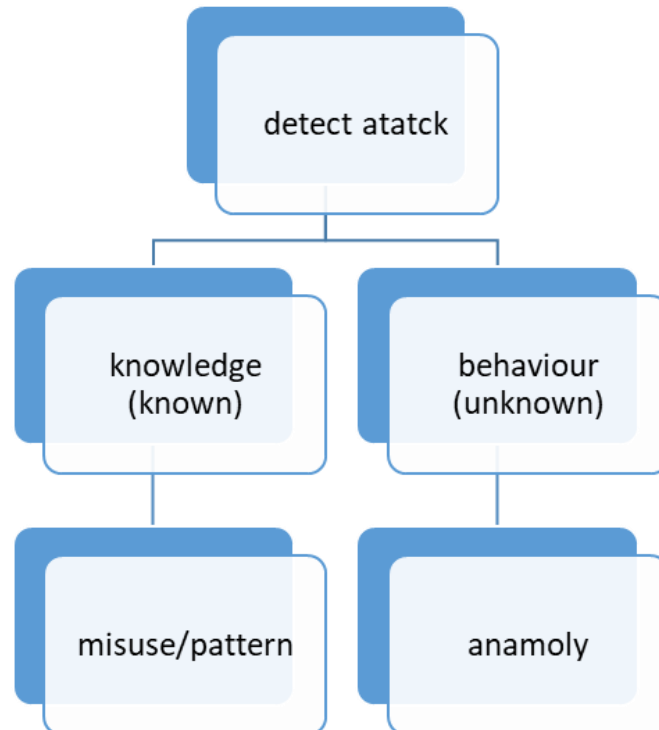 detect atatck
knowledge
(known)
behaviour
(unknown)
misuse/pattern
anamoly